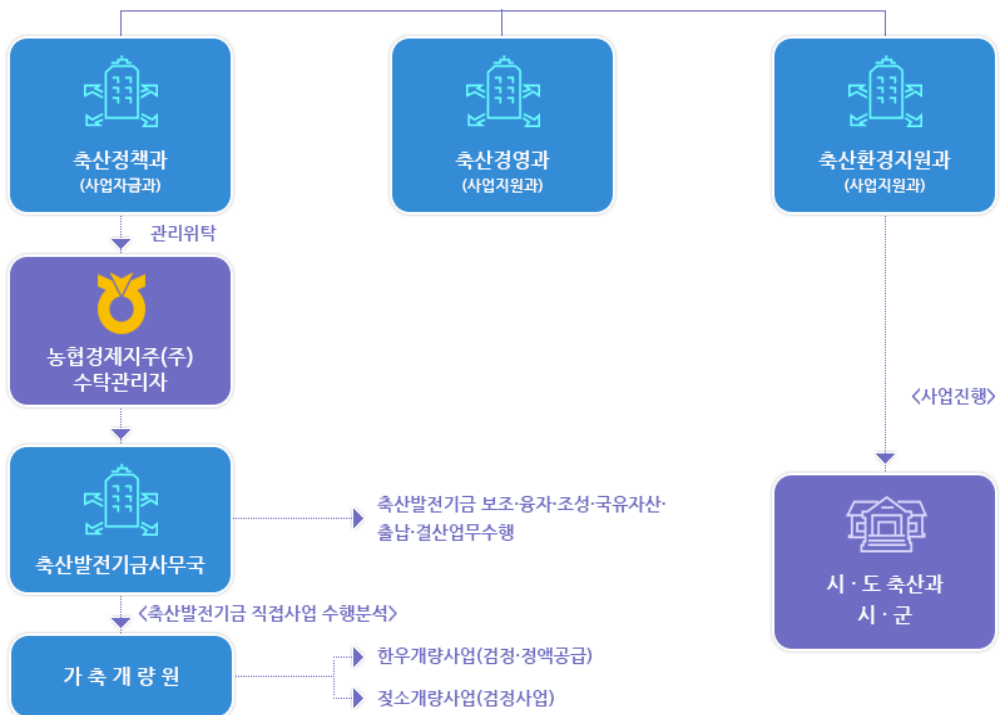 축산정책과
(사업자금과)
축산경영과
(사업지원과)
축산환경지원과
(사업지원과)
관리위탁
농협경제지주(주)
수탁관리자
<사업진행>
축산발전기금사무국
축산발전기금 보조·융자·조성·국유자산·
출납·결산업무수행
시·도 축산과
시·군
<축산발전기금 직접사업 수행분석>
가축개량원
한우개량사업(검정·정액공급)
젖소개량사업(검정사업)